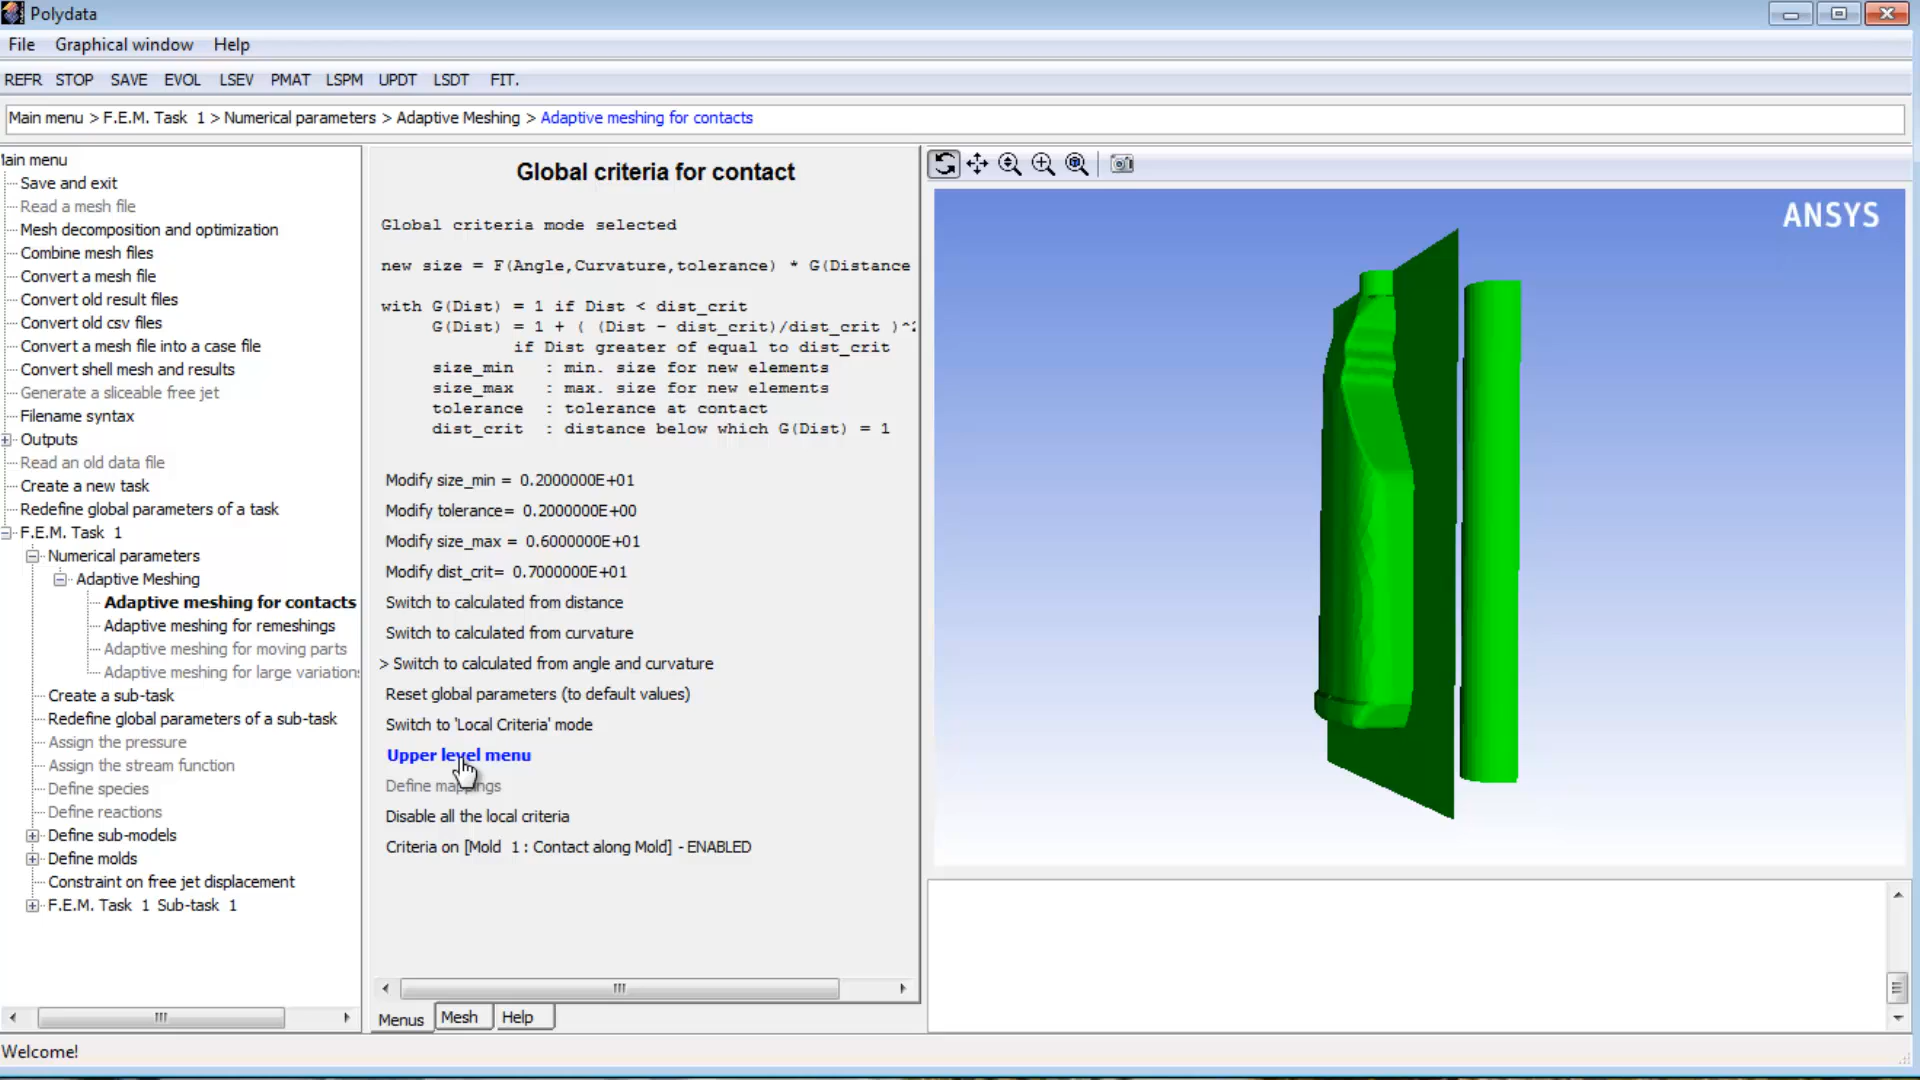 Polydata
File Graphical window Help
REFR STOP SAVE EVOL LSEV PMAT LSPM UPDT LSDT FIT.
Main menu > F.E.M. Task 1 > Numerical parameters > Adaptive Meshing > Adaptive meshing for contacts
lain menu
Save and exit
Read a mesh file
Mesh decomposition and optimization
Combine mesh files
Convert a mesh file
Convert old result files
Convert old csv files
Convert a mesh file into a case file
Convert shell mesh and results
Generate a sliceable free jet
Filename syntax
Outputs
Read an old data file
Create a new task
Redefine global parameters of a task
F.E.M. Task 1
Numerical parameters
Adaptive Meshing
Adaptive meshing for contacts
Adaptive meshing for remeshings
Adaptive meshing for moving parts
Adaptive meshing for large variation
Create a sub-task
Redefine global parameters of a sub-task
Assign the pressure
Assign the stream function
Define species
Define reactions
Define sub-models
Define molds
Constraint on free jet displacement
F.E.M. Task 1 Sub-task 1
Global criteria for contact
Global criteria mode selected
new size = F(Angle,Curvature,tolerance) * G(Distance
with G(Dist) = 1 if Dist < dist_crit
G(Dist) = 1 + ( (Dist - dist_crit)/dist_crit )^2
if Dist greater of equal to dist_crit
size_min : min. size for new elements
size_max : max. size for new elements
tolerance : tolerance at contact
dist_crit : distance below which G(Dist) = 1
Modify size_min = 0.2000000E+01
Modify tolerance= 0.2000000E+00
Modify size_max = 0.6000000E+01
Modify dist_crit= 0.7000000E+01
Switch to calculated from distance
Switch to calculated from curvature
> Switch to calculated from angle and curvature
Reset global parameters (to default values)
Switch to 'Local Criteria' mode
Upper level menu
Define mappings
Disable all the local criteria
Criteria on [Mold 1 : Contact along Mold] - ENABLED
Menus Mesh Help
ANSYS
Welcome!